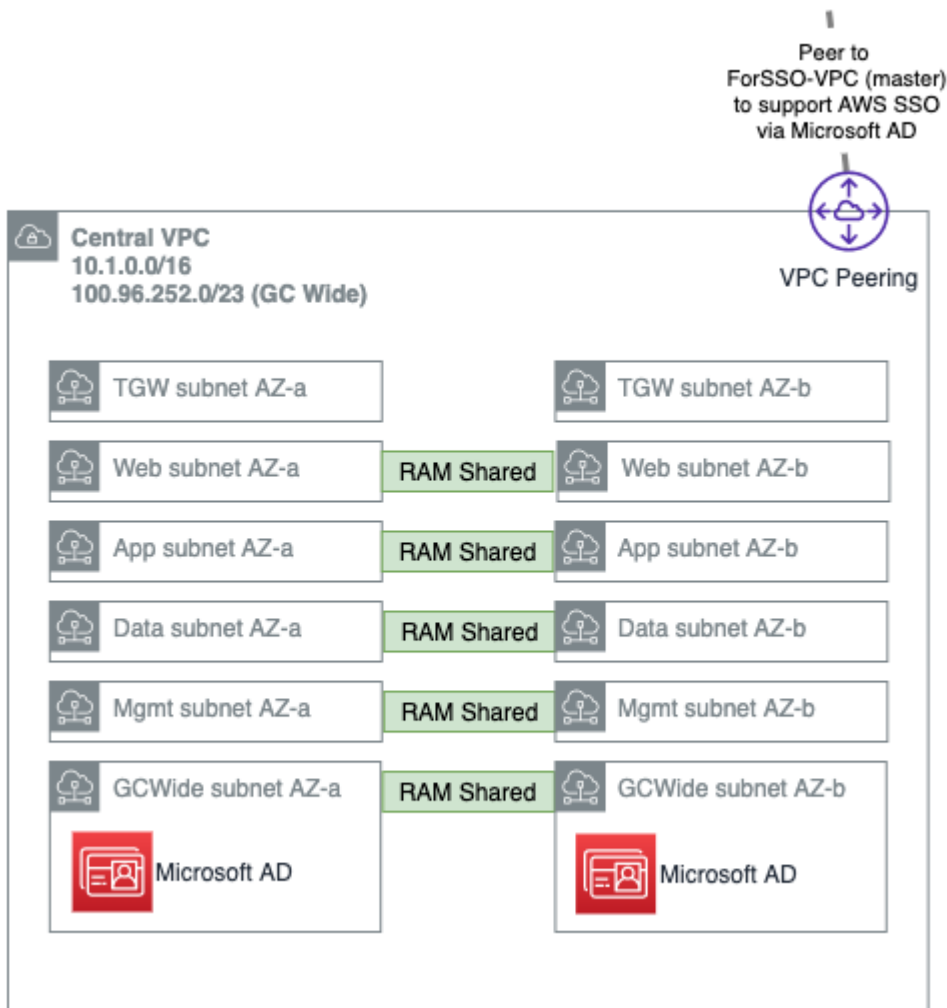 Peer to
ForSSO-VPC (master)
to support AWS SSO
via Microsoft AD
VPC Peering
Central VPC
10.1.0.0/16
100.96.252.0/23 (GC Wide)
TGW subnet AZ-a
TGW subnet AZ-b
Web subnet AZ-a
RAM Shared
Web subnet AZ-b
App subnet AZ-a
RAM Shared
App subnet AZ-b
Data subnet AZ-a
RAM Shared
Data subnet AZ-b
Mgmt subnet AZ-a
RAM Shared
Mgmt subnet AZ-b
GCWide subnet AZ-a
RAM Shared
GCWide subnet AZ-b
Microsoft AD
Microsoft AD